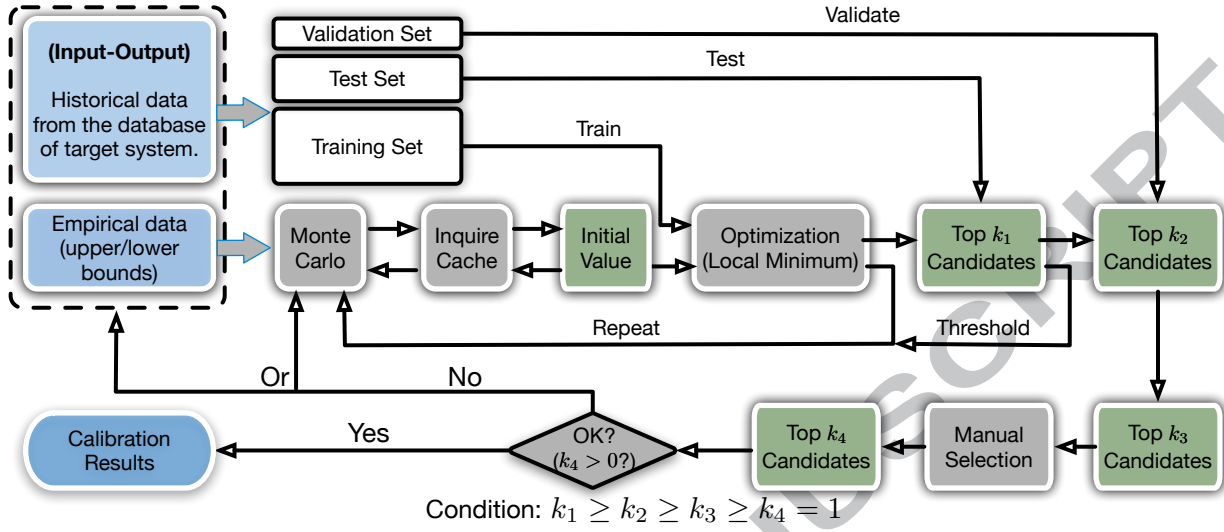 (Input-Output)
Historical data
from the database
of target system.
Empirical data
(upper/lower
bounds)
Validation Set
Test Set
Training Set
Validate
Test
Train
Monte
Carlo
Inquire
Cache
Initial
Value
Optimization
(Local Minimum)
Top k₁
Candidates
Top k₂
Candidates
Repeat
Threshold
Or
No
Calibration
Results
Yes
OK?
(k₄ > 0?)
Top k₄
Candidates
Manual
Selection
Top k₃
Candidates
Condition: k₁ ≥ k₂ ≥ k₃ ≥ k₄ = 1